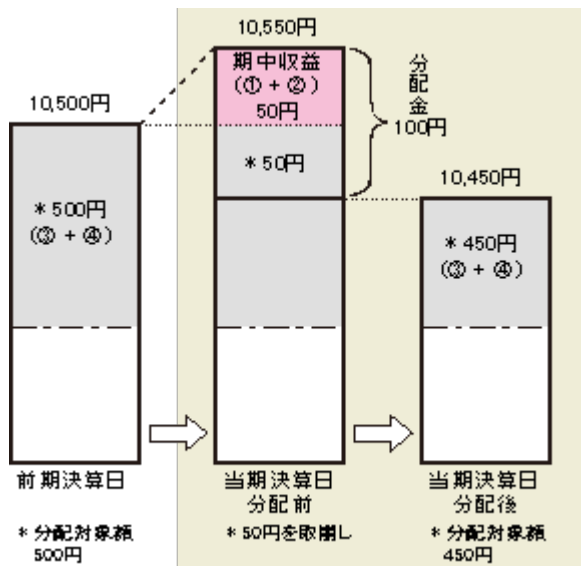 10,550円
期中収益
(① + ②)
50円
分配金
100円
10,500円
＊50円
10,450円
＊500円
(③ + ④)
＊450円
(③ + ④)
前期決算日
当期決算日
分配前
当期決算日
分配後
＊分配対象額
500円
＊50円を取崩し
＊分配対象額
450円